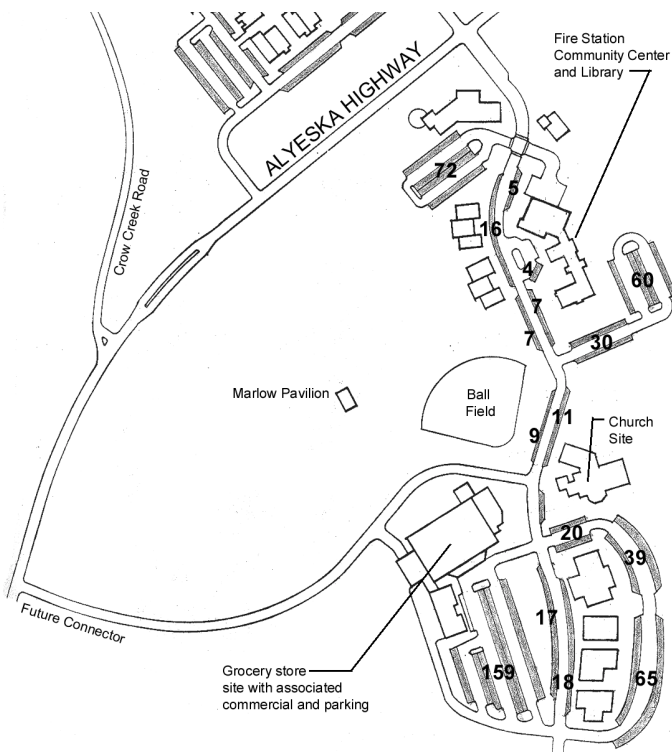 Fire Station
Community Center
and Library
ALYESKA HIGHWAY
Crow Creek Road
72
5
16
4
60
7
7
30
Marlow Pavilion
Ball
Field
11
9
Church
Site
20
39
17
Future Connector
159
18
65
Grocery store
site with associated
commercial and parking